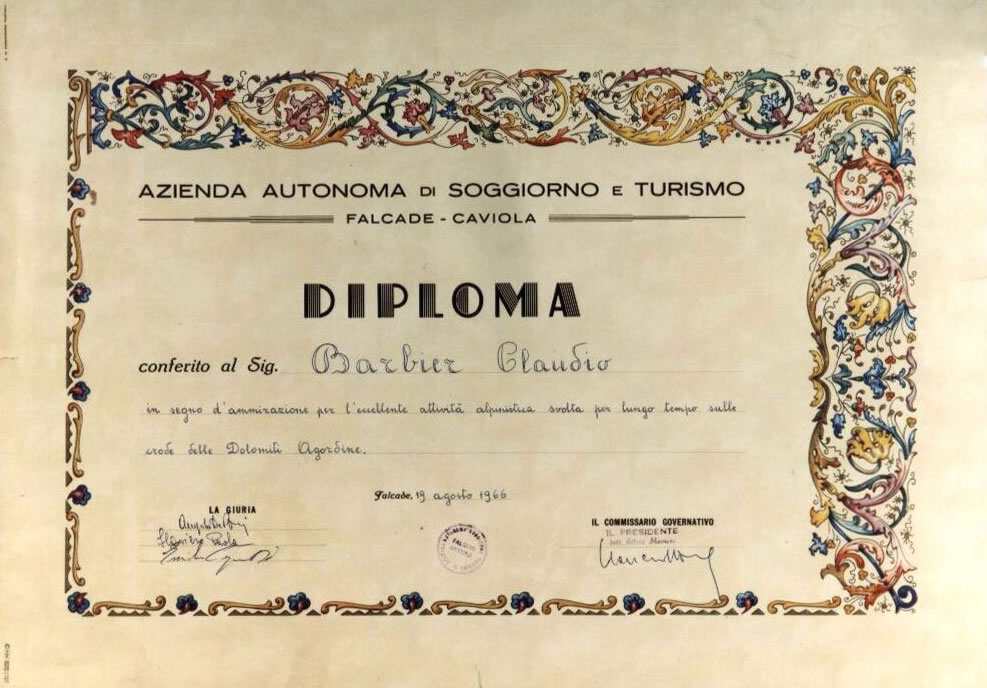 AZIENDA AUTONOMA DI SOGGIORNO E TURISMO
FALCADE - CAVIOLA
DIPLOMA
conferito al Sig. Barbier Claudio
in segno d'ammirazione per l'eccellente attività alpinistica svolta per lungo tempo sulle
crode delle Dolomiti Agordine.
Falcade, 19 agosto 1966
LA GIURIA
IL COMMISSARIO GOVERNATIVO
IL PRESIDENTE
FALCADE